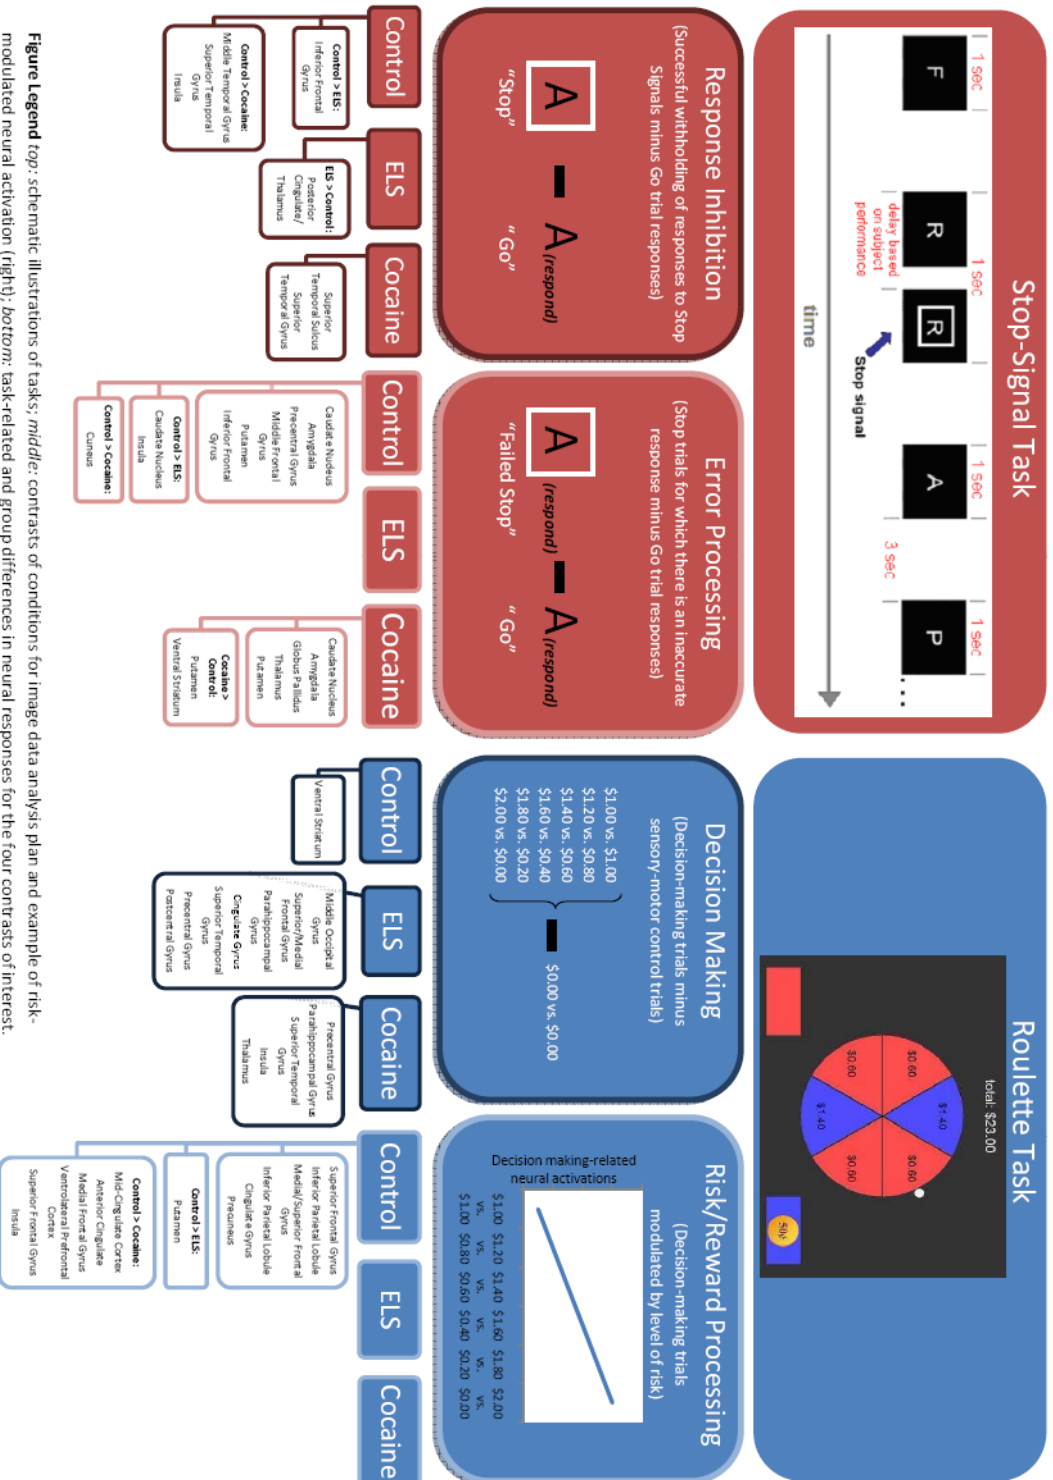 Stop-Signal Task
1 sec
1 sec
1 sec
1 sec
F
R
R
A
P
delay based
on subject
performance
Stop signal
3 sec
....
time
Roulette Task
total: $23.00
$0.60
$1.40
$0.60
$0.60
$1.40
$0.60
50¢
Response Inhibition
(Successful withholding of responses to Stop
Signals minus Go trial responses)
A – A (respond)
"Stop" "Go"
Error Processing
(Stop trials for which there is an inaccurate
response minus Go trial responses)
A (respond) – A (respond)
"Failed Stop" "Go"
Decision Making
(Decision-making trials minus
sensory-motor control trials)
$1.00 vs. $1.00
$1.20 vs. $0.80
$1.40 vs. $0.60
$1.60 vs. $0.40
$1.80 vs. $0.20
$2.00 vs. $0.00
$0.00 vs. $0.00
Risk/Reward Processing
(Decision-making trials
modulated by level of risk)
Decision making-related
neural activations
$1.00 $1.20 $1.40 $1.60 $1.80 $2.00
vs. vs. vs. vs. vs. vs.
$1.00 $0.80 $0.60 $0.40 $0.20 $0.00
Control
Control > ELS:
Inferior Frontal
Gyrus
Control > Cocaine:
Middle Temporal Gyrus
Superior Temporal
Gyrus
Insula
ELS
ELS > Control:
Posterior
Cingulate/
Thalamus
Cocaine
Superior
Temporal Sulcus
Superior
Temporal Gyrus
Control
Caudate Nucleus
Amygdala
Precentral Gyrus
Middle Frontal
Gyrus
Putamen
Inferior Frontal
Gyrus
Control > ELS:
Caudate Nucleus
Insula
Control > Cocaine:
Cuneus
ELS
Cocaine
Caudate Nucleus
Amygdala
Globus Pallidus
Thalamus
Putamen
Cocaine >
Control:
Putamen
Ventral Striatum
Control
Ventral Striatum
ELS
Middle Occipital
Gyrus
Superior/Medial
Frontal Gyrus
Parahippocampal
Gyrus
Cingulate Gyrus
Superior Temporal
Gyrus
Precentral Gyrus
Postcentral Gyrus
Cocaine
Precentral Gyrus
Parahippocampal Gyrus
Superior Temporal
Gyrus
Insula
Thalamus
Control
Superior Frontal Gyrus
Inferior Parietal Lobule
Medial/Superior Frontal
Gyrus
Inferior Parietal Lobule
Cingulate Gyrus
Precuneus
Control > ELS:
Putamen
Control > Cocaine:
Mid-Cingulate Cortex
Anterior Cingulate
Medial Frontal Gyrus
Ventrolateral Prefrontal
Cortex
Superior Frontal Gyrus
Insula
ELS
Cocaine
Figure Legend top: schematic illustrations of tasks; middle: contrasts of conditions for image data analysis plan and example of risk-
modulated neural activation (right); bottom: task-related and group differences in neural responses for the four contrasts of interest.